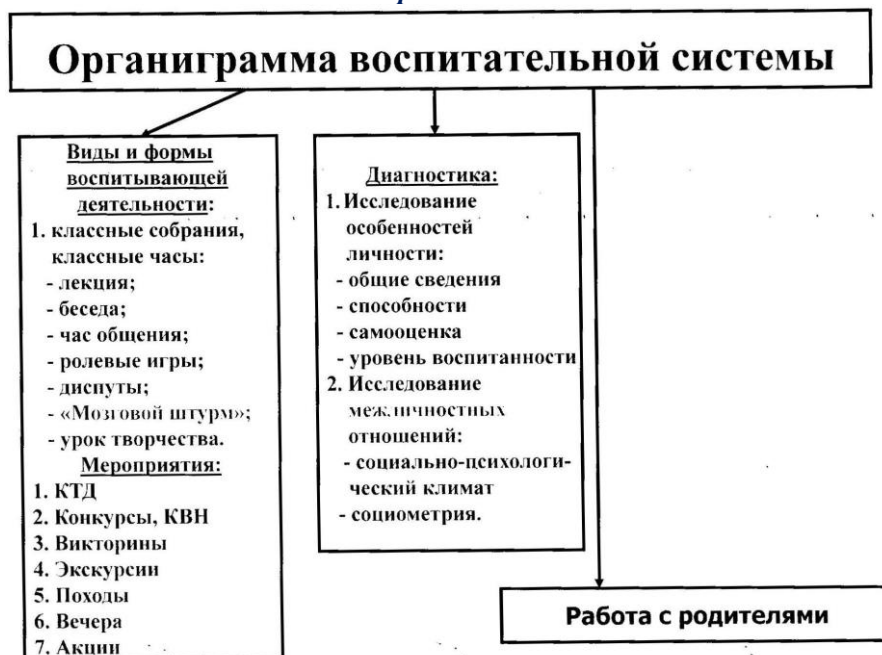 Органиграмма воспитательной системы
Виды и формы
воспитывающей
деятельности:
1. классные собрания,
классные часы:
- лекция;
- беседа;
- час общения;
- ролевые игры;
- диспуты;
- «Мозговой штурм»;
- урок творчества.
Мероприятия:
1. КТД
2. Конкурсы, КВН
3. Викторины
4. Экскурсии
5. Походы
6. Вечера
7. Акции
Диагностика:
1. Исследование
особенностей
личности:
- общие сведения
- способности
- самооценка
- уровень воспитанности
2. Исследование
межличностных
отношений:
- социально-психологи-
ческий климат
- социометрия.
Работа с родителями